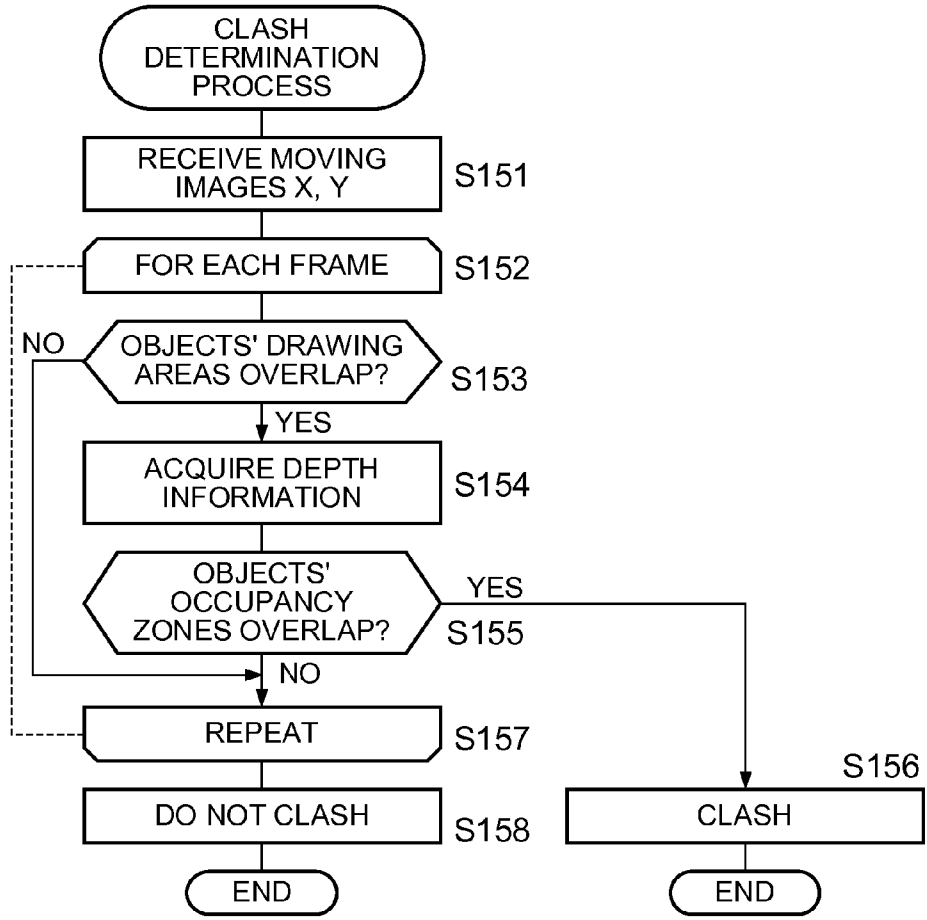 CLASH
DETERMINATION
PROCESS
RECEIVE MOVING
IMAGES X, Y
S151
FOR EACH FRAME
S152
NO
OBJECTS' DRAWING
AREAS OVERLAP?
S153
YES
ACQUIRE DEPTH
INFORMATION
S154
OBJECTS'
OCCUPANCY
ZONES OVERLAP?
YES
S155
NO
REPEAT
S157
S156
DO NOT CLASH
S158
CLASH
END
END